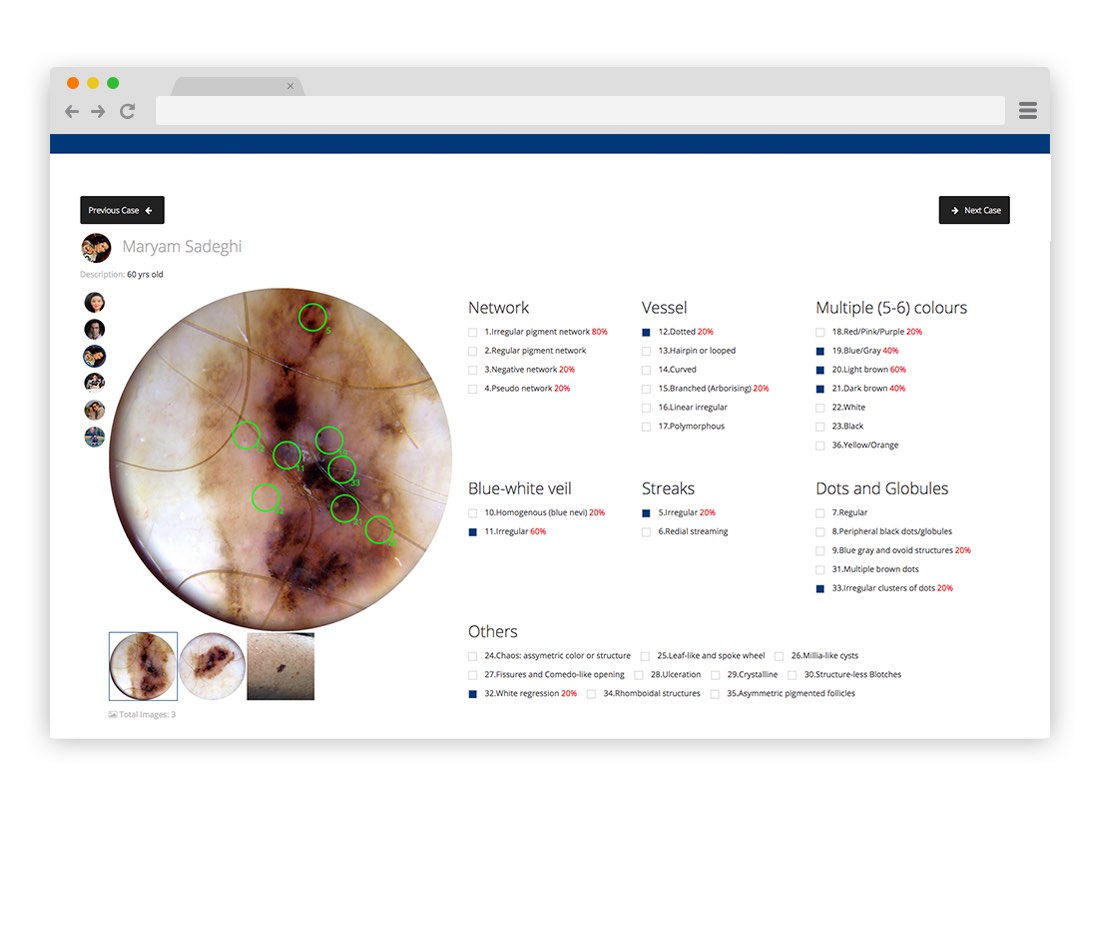 Previous Case
Next Case
Maryam Sadeghi
Description: 60 yrs old
5
11
33
21
Network
1.Irregular pigment network 80%
2.Regular pigment network
3.Negative network 20%
4.Pseudo network 20%
Vessel
12.Dotted 20%
13.Hairpin or looped
14.Curved
15.Branched (Arborising) 20%
16.Linear irregular
17.Polymorphous
Multiple (5-6) colours
18.Red/Pink/Purple 20%
19.Blue/Gray 40%
20.Light brown 60%
21.Dark brown 40%
22.White
23.Black
36.Yellow/Orange
Blue-white veil
10.Homogenous (blue nevi) 20%
11.Irregular 60%
Streaks
5.Irregular 20%
6.Redial streaming
Dots and Globules
7.Regular
8.Peripheral black dots/globules
9.Blue gray and ovoid structures 20%
31.Multiple brown dots
33.Irregular clusters of dots 20%
Others
24.Chaos: assymetric color or structure 25.Leaf-like and spoke wheel 26.Millia-like cysts
27.Fissures and Comedo-like opening 28.Ulceration 29.Crystalline 30.Structure-less Blotches
32.White regression 20% 34.Rhomboidal structures 35.Asymmetric pigmented follicles
Total Images: 3